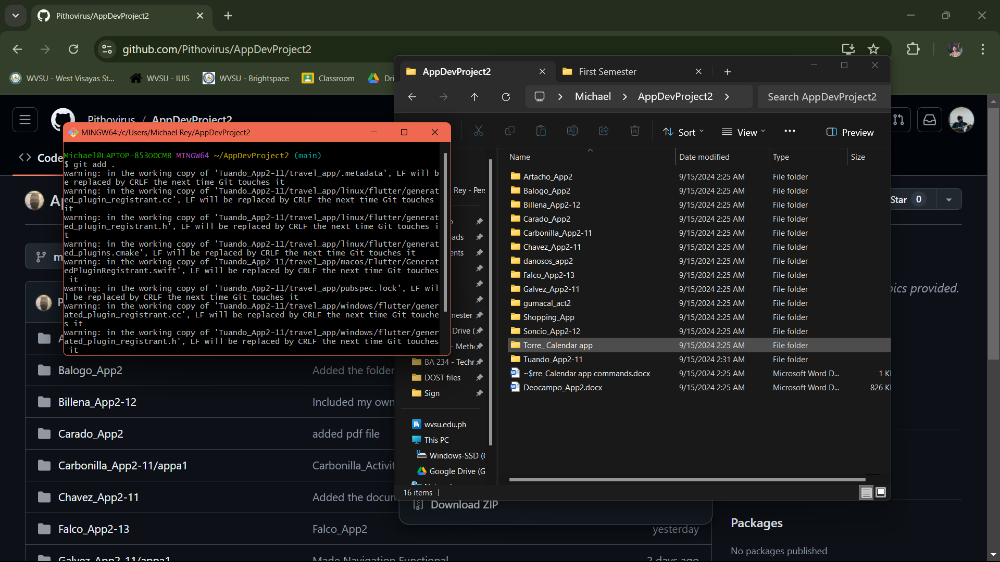 Pithovirus/AppDevProject2
github.com/Pithovirus/AppDevProject2
WVSU - West Visayas St...
WVSU - IUIS
WVSU - Brightspace
Classroom
Dri
Pithovirus / AppDevProject2
Code
Star 0
pics provided.
MINGW64:/c/Users/Michael Rey/AppDevProject2
Michael@LAPTOP-853ODCMB MINGW64 ~/AppDevProject2 (main)
$ git add .
warning: in the working copy of 'Tuando_App2-11/travel_app/.metadata', LF will b
e replaced by CRLF the next time Git touches it
warning: in the working copy of 'Tuando_App2-11/travel_app/linux/flutter/generat
ed_plugin_registrant.cc', LF will be replaced by CRLF the next time Git touches
it
warning: in the working copy of 'Tuando_App2-11/travel_app/linux/flutter/generat
ed_plugin_registrant.h', LF will be replaced by CRLF the next time Git touches i
t
warning: in the working copy of 'Tuando_App2-11/travel_app/linux/flutter/generat
ed_plugins.cmake', LF will be replaced by CRLF the next time Git touches it
warning: in the working copy of 'Tuando_App2-11/travel_app/macos/Flutter/Generat
edPluginRegistrant.swift', LF will be replaced by CRLF the next time Git touches
it
warning: in the working copy of 'Tuando_App2-11/travel_app/pubspec.lock', LF wil
l be replaced by CRLF the next time Git touches it
warning: in the working copy of 'Tuando_App2-11/travel_app/windows/flutter/gener
ated_plugin_registrant.cc', LF will be replaced by CRLF the next time Git touche
s it
warning: in the working copy of 'Tuando_App2-11/travel_app/windows/flutter/gener
ated_plugin_registrant.h', LF will be replaced by CRLF the next time Git touches
it
AppDevProject2
First Semester
Michael > AppDevProject2 >
Search AppDevProject2
Sort
View
Preview
Name Date modified Type Size
Artacho_App2 9/15/2024 2:25 AM File folder
Balogo_App2 9/15/2024 2:25 AM File folder
Billena_App2-12 9/15/2024 2:25 AM File folder
Carado_App2 9/15/2024 2:25 AM File folder
Carbonilla_App2-11 9/15/2024 2:25 AM File folder
Chavez_App2-11 9/15/2024 2:25 AM File folder
danosos_app2 9/15/2024 2:25 AM File folder
Falco_App2-13 9/15/2024 2:25 AM File folder
Galvez_App2-11 9/15/2024 2:25 AM File folder
gumacal_act2 9/15/2024 2:25 AM File folder
Shopping_App 9/15/2024 2:25 AM File folder
Soncio_App2-12 9/15/2024 2:25 AM File folder
Torre_ Calendar app 9/15/2024 2:25 AM File folder
Tuando_App2-11 9/15/2024 2:31 AM File folder
~$rre_Calendar app commands.docx 9/15/2024 2:25 AM Microsoft Word D... 1 K
Deocampo_App2.docx 9/15/2024 2:25 AM Microsoft Word D... 826 K
Rey - Per
ads
ents
mester
Drive (
- Meth
BA 234 - Techr
DOST files
Sign
wvsu.edu.ph
This PC
Windows-SSD (
Google Drive (G
16 items
Download ZIP
Balogo_App2 Added the folder
Billena_App2-12 Included my own
Carado_App2 added pdf file
Carbonilla_App2-11/appa1 Carbonilla_Activit
Chavez_App2-11 Added the docum
Falco_App2-13 Falco_App2 yesterday
Galvez_App2-11/appa1 Made Navigation Functional 2 days ago
Packages
No packages published